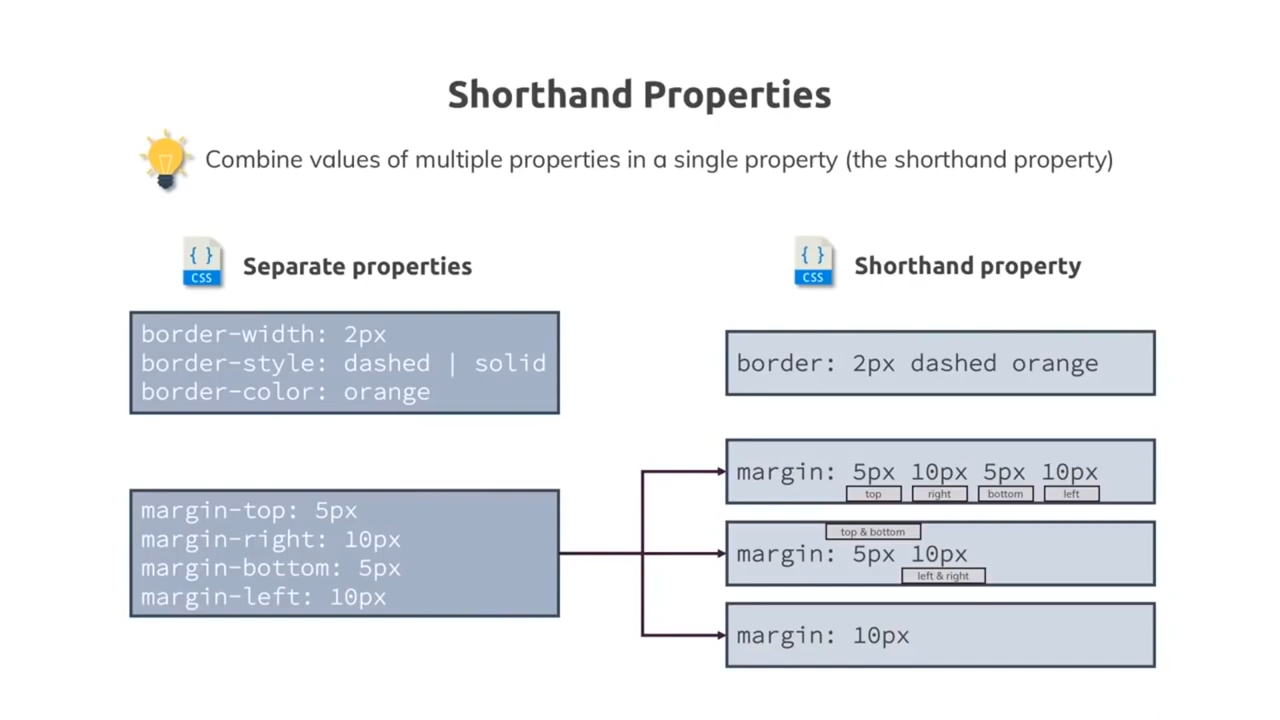 Shorthand Properties
Combine values of multiple properties in a single property (the shorthand property)
{ }
CSS
Separate properties
border-width: 2px
border-style: dashed | solid
border-color: orange
margin-top: 5px
margin-right: 10px
margin-bottom: 5px
margin-left: 10px
{ }
CSS
Shorthand property
border: 2px dashed orange
margin: 5px 10px 5px 10px
top right bottom left
top & bottom
margin: 5px 10px
left & right
margin: 10px